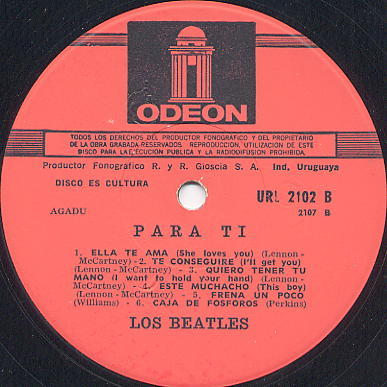 ODEON
TODOS LOS DERECHOS DEL PRODUCTOR FONOGRAFICO Y DEL PROPIETARIO
DE LA OBRA GRABADA RESERVADOS. REPRODUCCION, UTILIZACION DE ESTE
DISCO PARA LA EJECUCION PUBLICA Y LA RADIODIFUSION PROHIBIDA.
Productor Fonográfico R. y R. Gioscia S. A. Ind. Uruguaya
DISCO ES CULTURA
URL 2102 B
AGADU
2107 B
PARA TI
1. ELLA TE AMA (She loves you) (Lennon -
McCartney) - 2. TE CONSEGUIRE (I'll get you)
(Lennon - McCartney) - 3. QUIERO TENER TU
MANO (I want to hold your hand) (Lennon -
McCartney) - 4. ESTE MUCHACHO (This boy)
(Lennon - McCartney) - 5. FRENA UN POCO
(Williams) - 6. CAJA DE FOSFOROS (Perkins)
LOS BEATLES